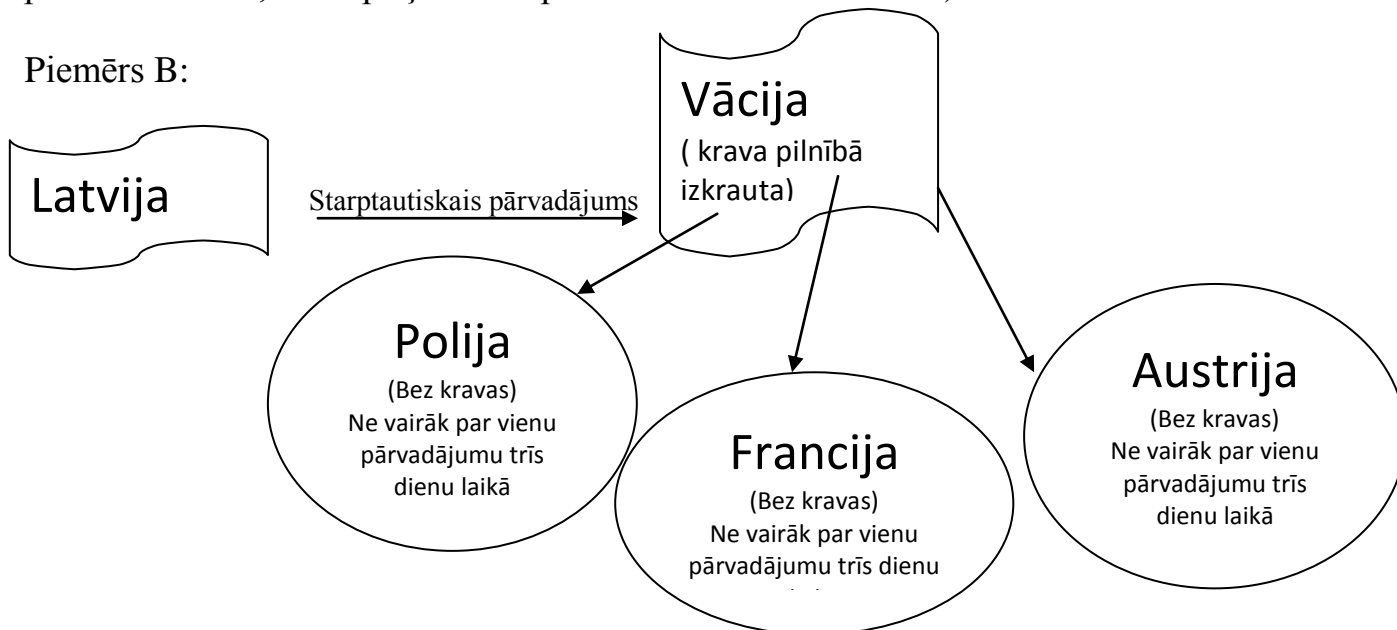 Piemērs B:
Vācija
( krava pilnībā
izkrauta)
Latvija
Starptautiskais pārvadājums
Polija
(Bez kravas)
Ne vairāk par vienu
pārvadājumu trīs
dienu laikā
Francija
(Bez kravas)
Ne vairāk par vienu
pārvadājumu trīs dienu
Austrija
(Bez kravas)
Ne vairāk par vienu
pārvadājumu trīs
dienu laikā